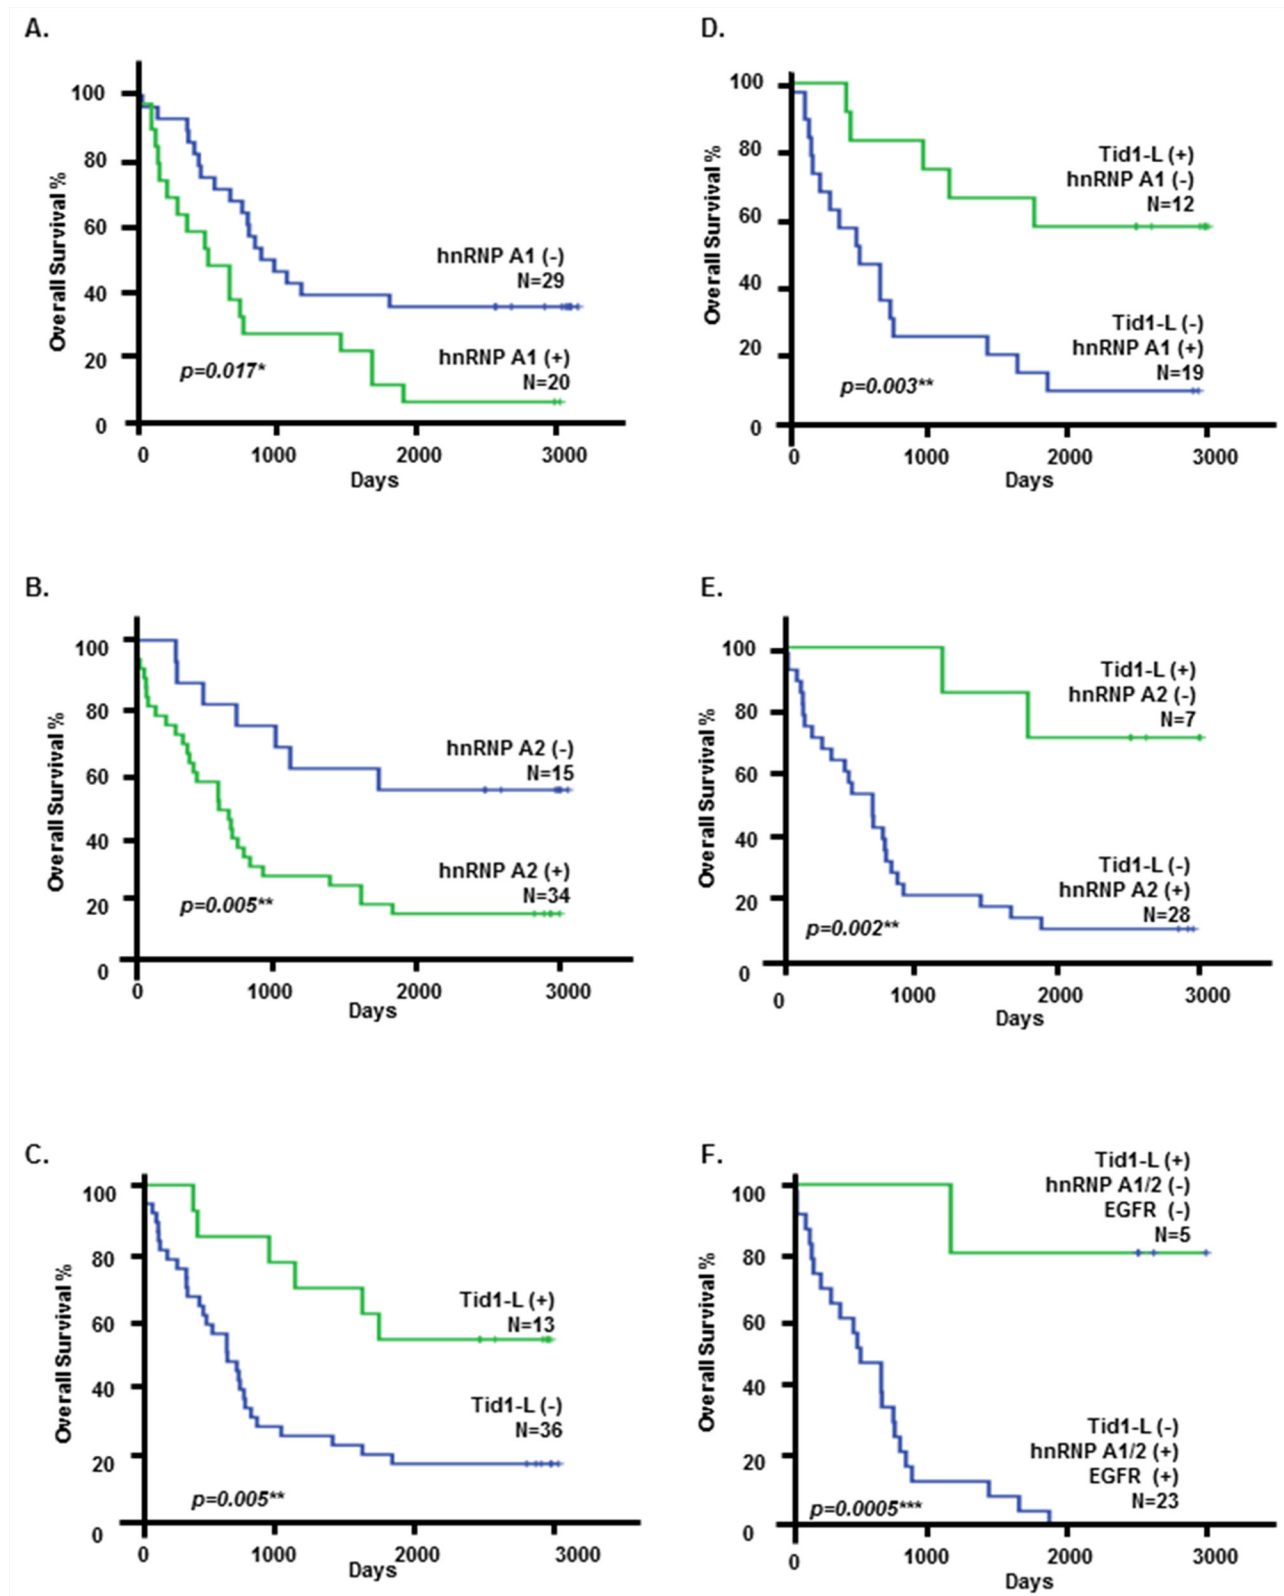 A.
Overall Survival %
100
80
60
40
20
0
hnRNP A1 (-)
N=29
hnRNP A1 (+)
N=20
p=0.017*
0 1000 2000 3000
Days
B.
Overall Survival %
100
80
60
40
20
0
hnRNP A2 (-)
N=15
hnRNP A2 (+)
N=34
p=0.005**
0 1000 2000 3000
Days
C.
Overall Survival %
100
80
60
40
20
0
Tid1-L (+)
N=13
Tid1-L (-)
N=36
p=0.005**
0 1000 2000 3000
Days
D.
Overall Survival %
100
80
60
40
20
0
Tid1-L (+)
hnRNP A1 (-)
N=12
Tid1-L (-)
hnRNP A1 (+)
N=19
p=0.003**
0 1000 2000 3000
Days
E.
Overall Survival %
100
80
60
40
20
0
Tid1-L (+)
hnRNP A2 (-)
N=7
Tid1-L (-)
hnRNP A2 (+)
N=28
p=0.002**
0 1000 2000 3000
Days
F.
Overall Survival %
100
80
60
40
20
0
Tid1-L (+)
hnRNP A1/2 (-)
EGFR (-)
N=5
Tid1-L (-)
hnRNP A1/2 (+)
EGFR (+)
N=23
p=0.0005***
0 1000 2000 3000
Days